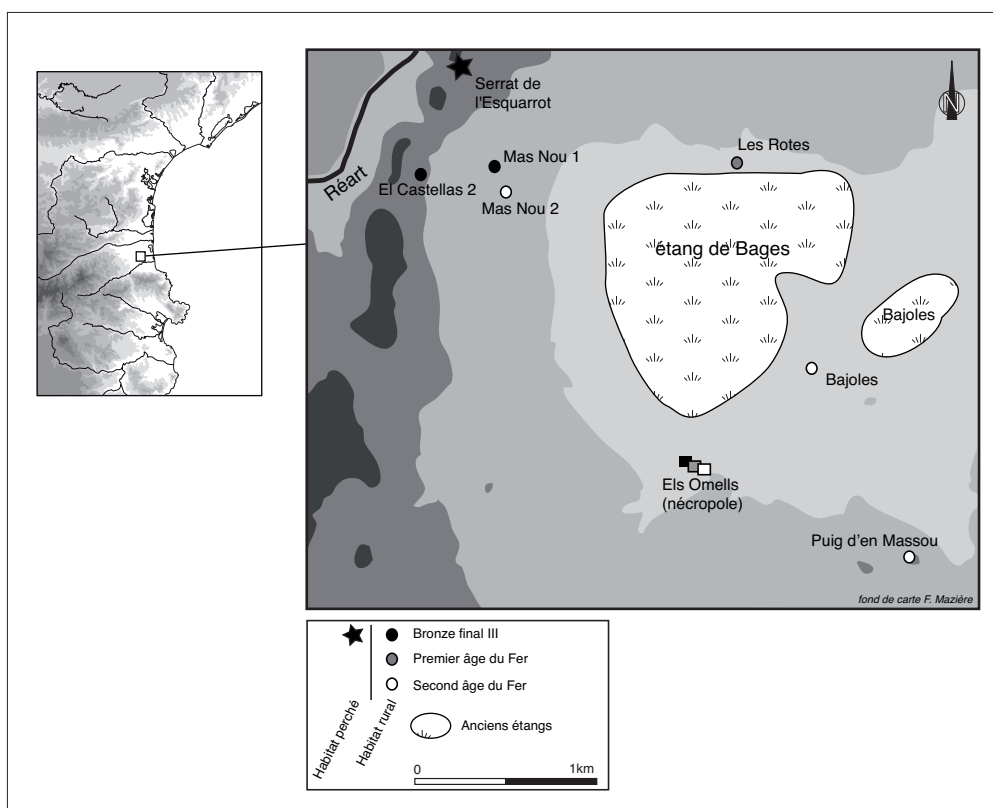 Serrat de
l'Esquarrot
N
Les Rotes
Mas Nou 1
Réart
El Castellas 2
Mas Nou 2
étang de Bages
Bajoles
Bajoles
Els Omells
(nécropole)
Puig d'en Massou
fond de carte F. Mazière
Bronze final III
Premier âge du Fer
Second âge du Fer
Habitat perché
Habitat rural
Anciens étangs
0 1km